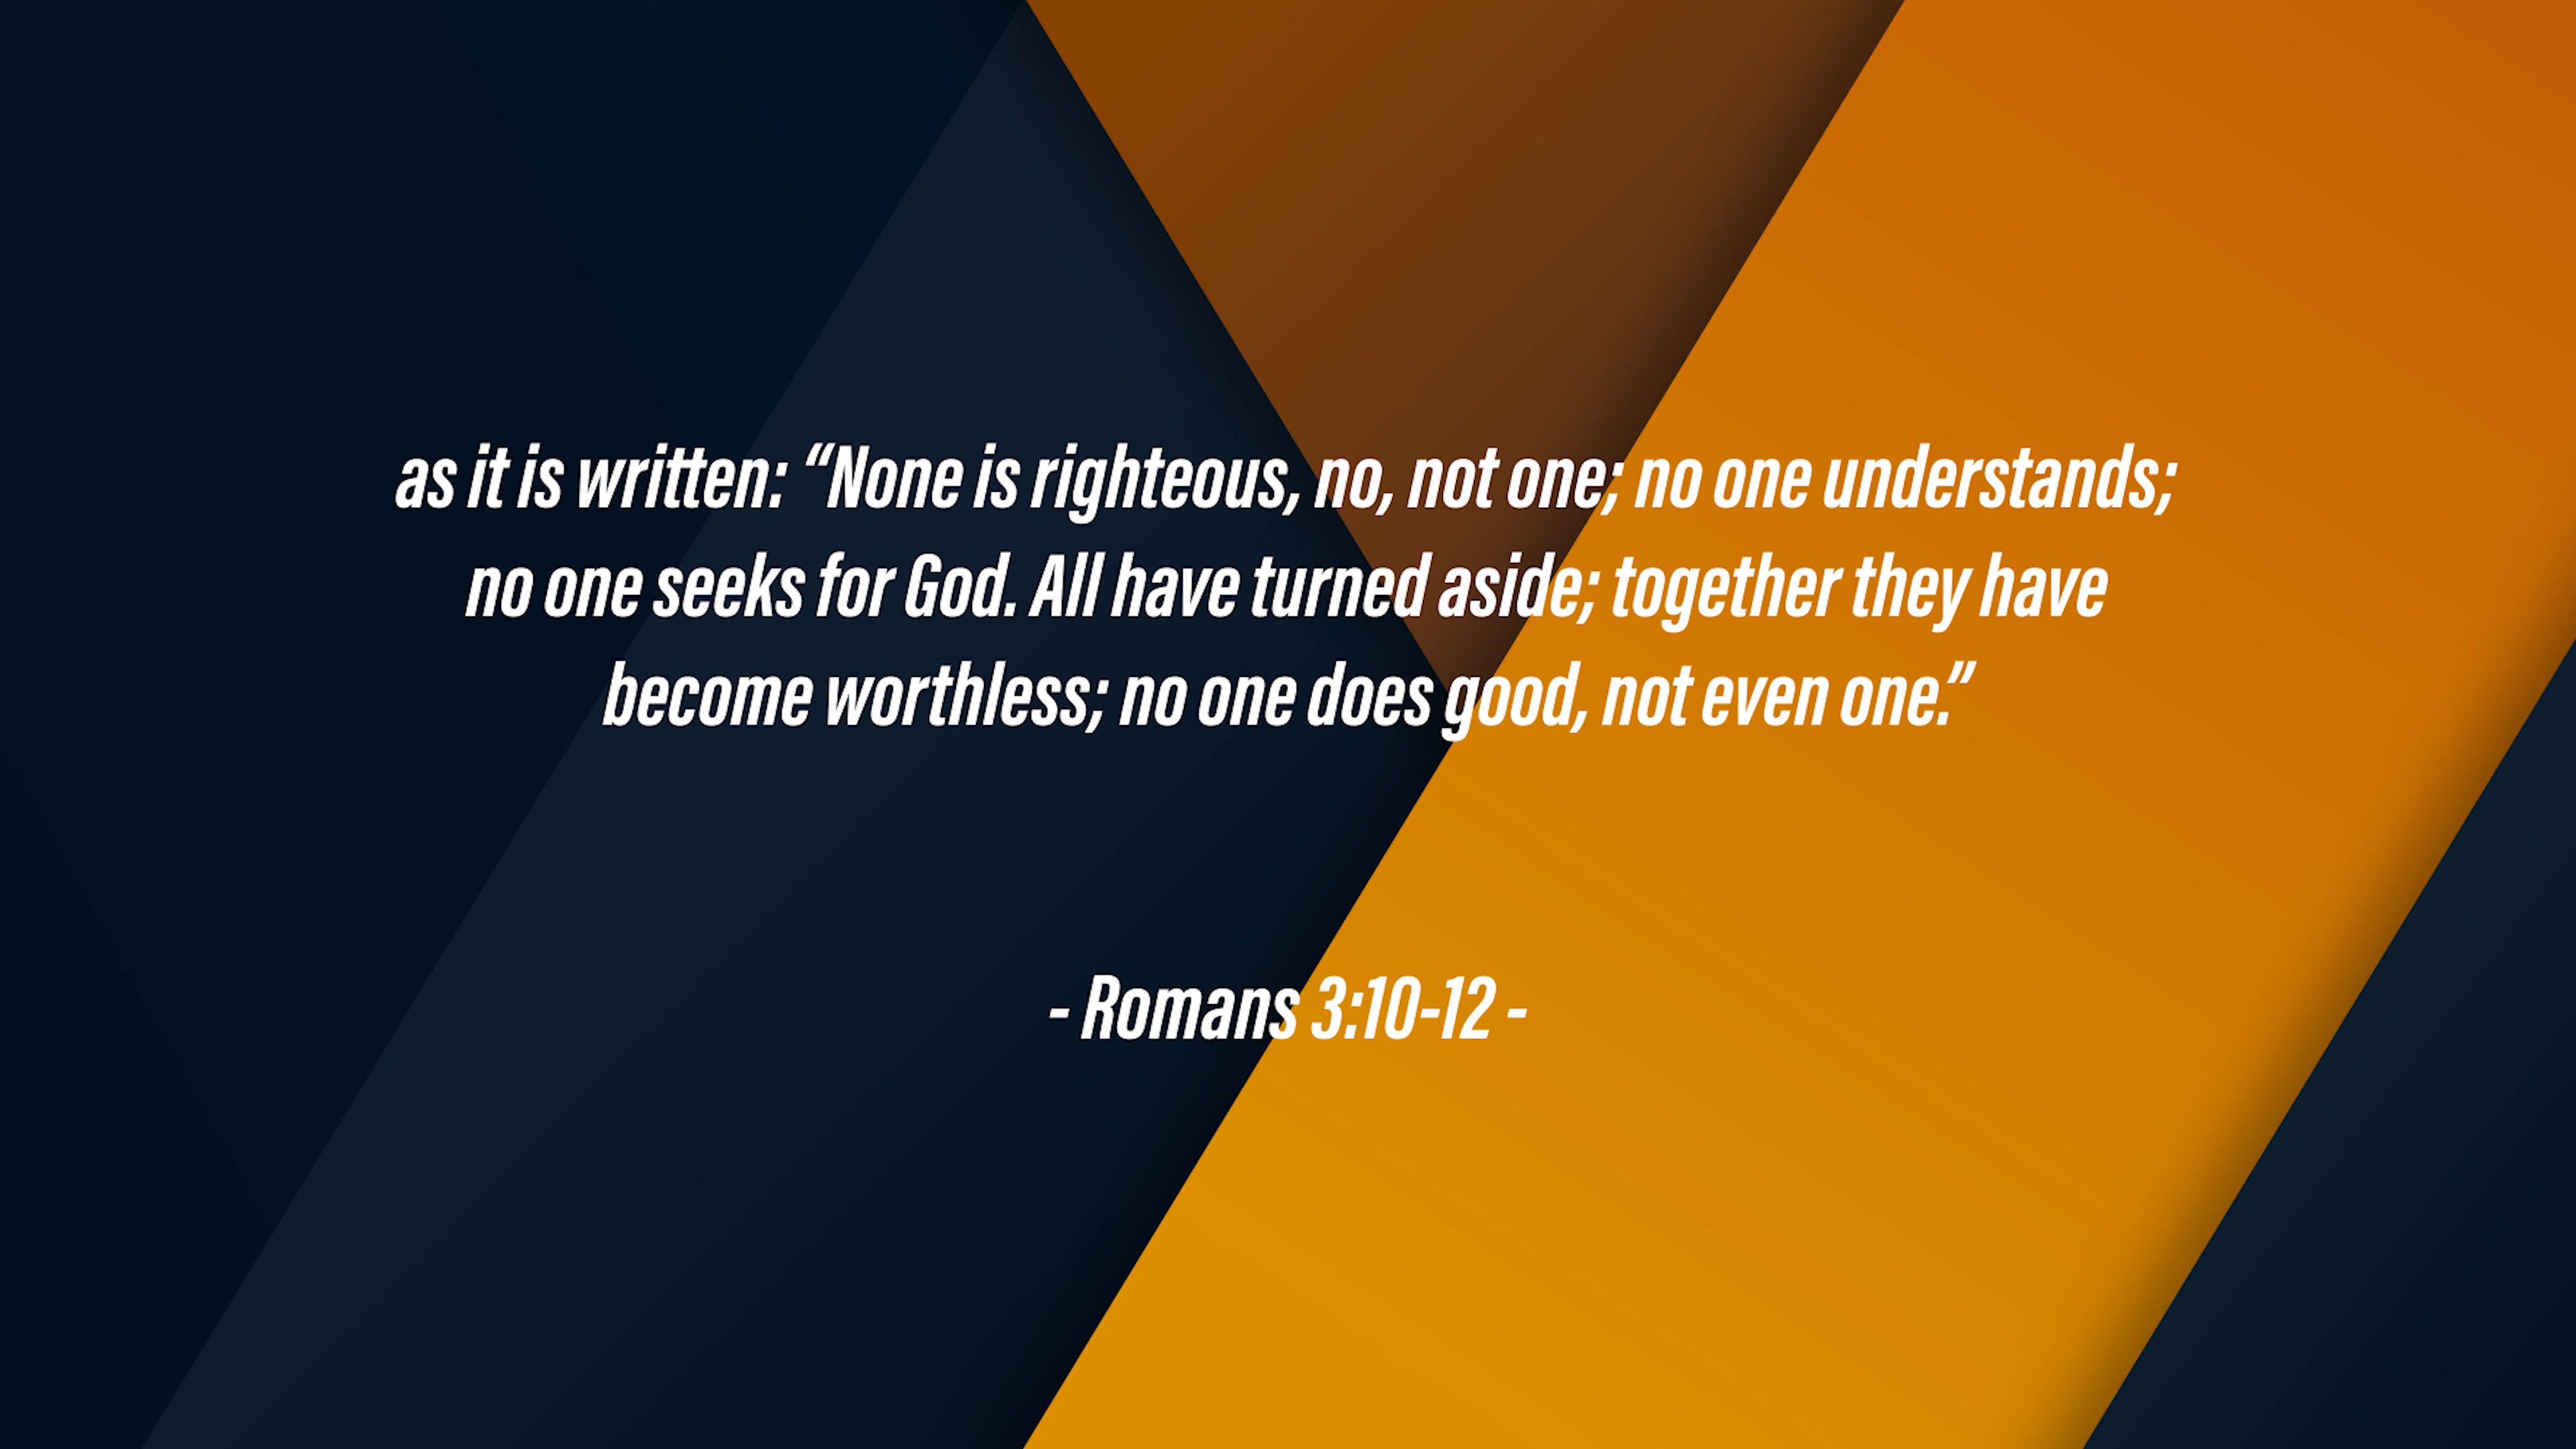 as it is written: “None is righteous, no, not one; no one understands;
no one seeks for God. All have turned aside; together they have
become worthless; no one does good, not even one.”
- Romans 3:10-12 -